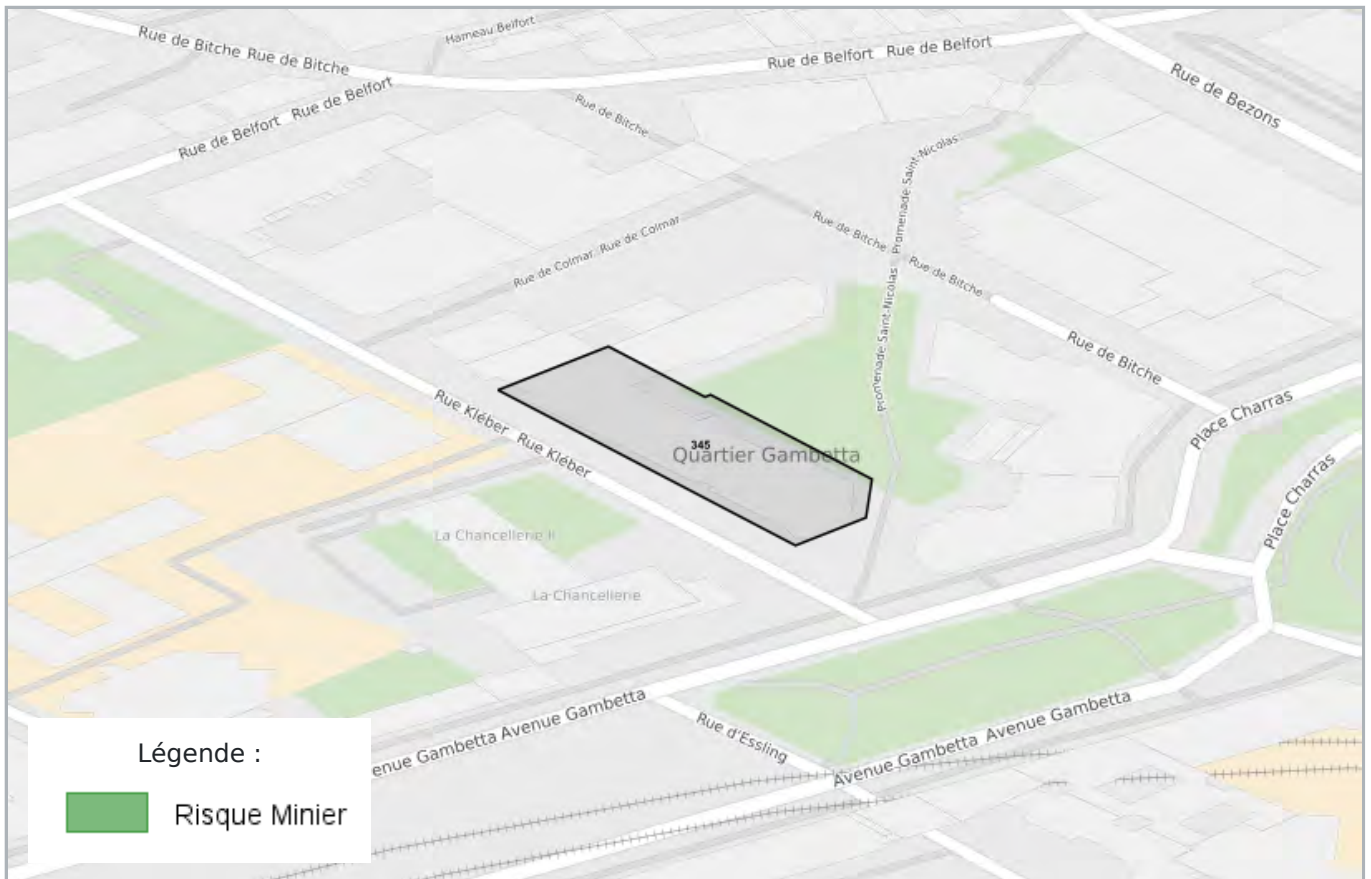 Hameau Belfort
Rue de Bitche Rue de Bitche
Rue de Belfort Rue de Belfort
Rue de Belfort Rue de Belfort
Rue de Bezons
Rue de Bitche
Promenade Saint-Nicolas Promenade Saint-Nicolas
Rue de Colmar Rue de Colmar
Rue de Bitche Rue de Bitche
Rue de Bitche
Rue Kléber Rue Kléber
Place Charras
Place Charras
345
Quartier Gambetta
La Chancellerie II
La Chancellerie
enue Gambetta Avenue Gambetta
Rue d'Essling
Avenue Gambetta Avenue Gambetta
Légende :
Risque Minier